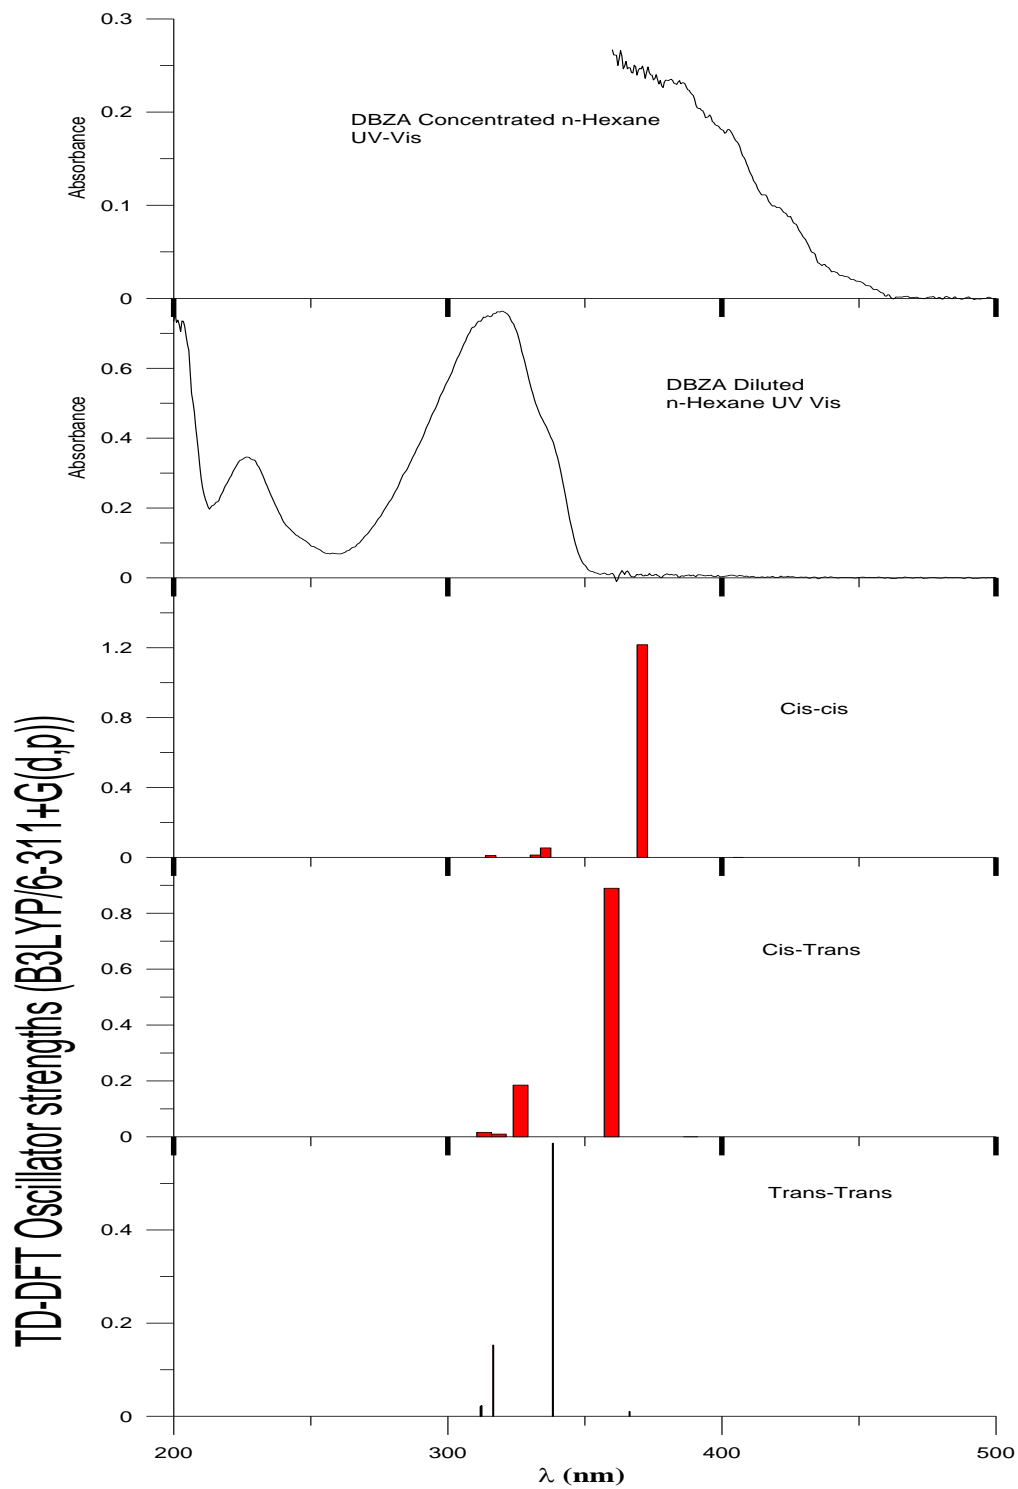 0.3
0.2
0.1
0
Absorbance
DBZA Concentrated n-Hexane
UV-Vis
0.6
0.4
0.2
0
Absorbance
DBZA Diluted
n-Hexane UV Vis
1.2
0.8
0.4
0
Cis-cis
0.8
0.6
0.4
0.2
0
Cis-Trans
TD-DFT Oscillator strengths (B3LYP/6-311+G(d,p))
0.4
0.2
0
Trans-Trans
200 300 400 500
λ (nm)